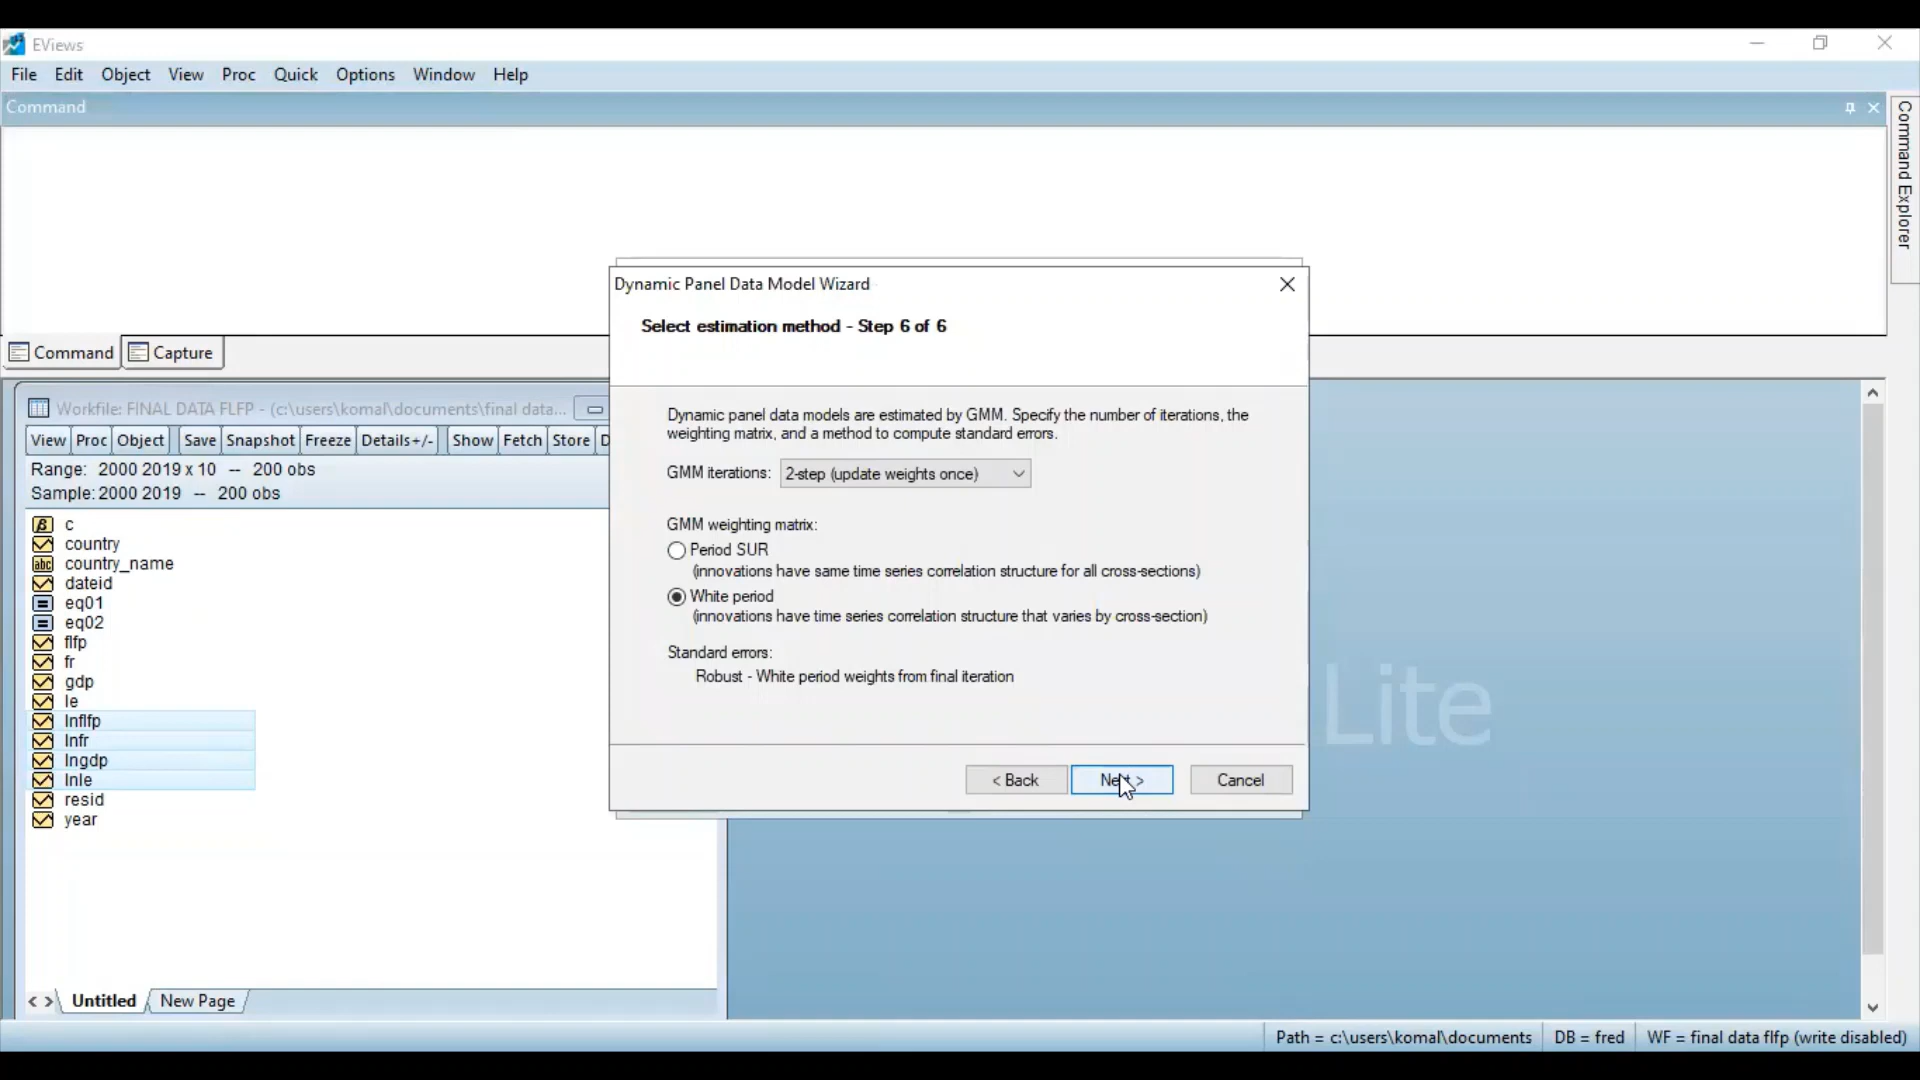 EViews
File Edit Object View Proc Quick Options Window Help
Command
Command Explorer
Command Capture
Workfile: FINAL DATA FLFP - (c:\users\komal\documents\final data...
View Proc Object Save Snapshot Freeze Details+/- Show Fetch Store D
Range: 2000 2019 x 10 -- 200 obs
Sample: 2000 2019 -- 200 obs
β c
country
abc country_name
dateid
eq01
eq02
flfp
fr
gdp
le
lnflfp
lnfr
lngdp
lnle
resid
year
< > Untitled New Page
Dynamic Panel Data Model Wizard
Select estimation method - Step 6 of 6
Dynamic panel data models are estimated by GMM. Specify the number of iterations, the
weighting matrix, and a method to compute standard errors.
GMM iterations: 2-step (update weights once)
GMM weighting matrix:
Period SUR
(innovations have same time series correlation structure for all cross-sections)
White period
(innovations have time series correlation structure that varies by cross-section)
Standard errors:
Robust - White period weights from final iteration
< Back Next > Cancel
Lite
Path = c:\users\komal\documents DB = fred WF = final data flfp (write disabled)